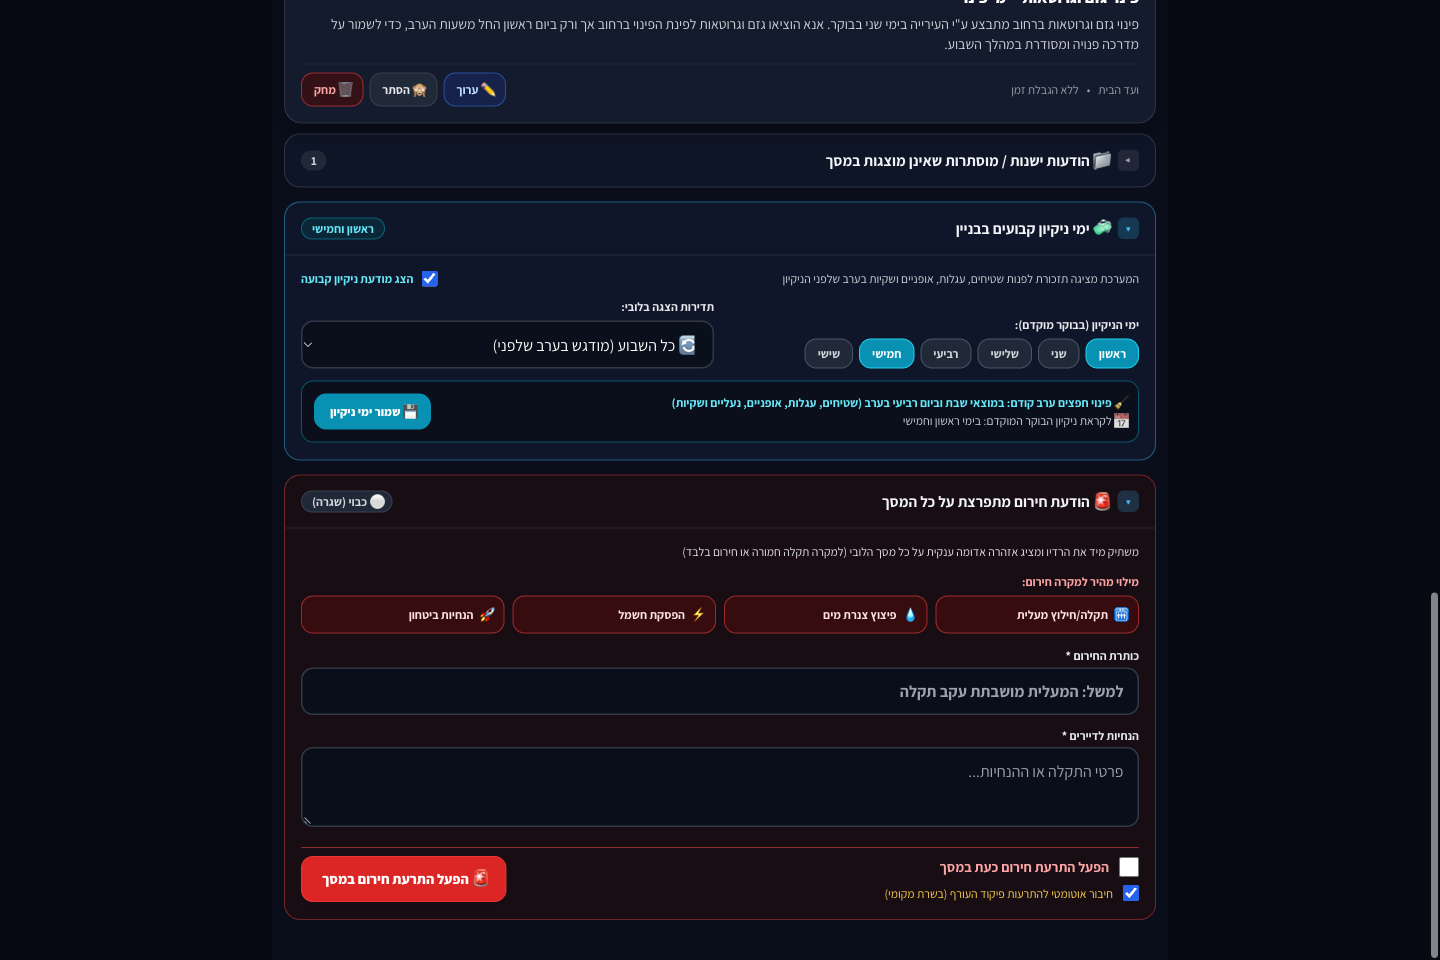 פינוי גזם וגרוטאות ברחוב מתבצע ע"י העירייה בימי שני בבוקר. אנא הוציאו גזם וגרוטאות לפינת הפינוי ברחוב אך ורק ביום ראשון החל משעות הערב, כדי לשמור על
מדרכה פנויה ומסודרת במהלך השבוע.
ועד הבית • ללא הגבלת זמן
✏️ ערוך
🙈 הסתר
🗑️ מחק
📁 הודעות ישנות / מוסתרות שאינן מוצגות במסך
1
🧼 ימי ניקיון קבועים בבניין
ראשון וחמישי
המערכת מציגה תזכורת לפנות שטיחים, עגלות, אופניים ושקיות בערב שלפני הניקיון
הצג מודעת ניקיון קבועה
ימי הניקיון (בבוקר מוקדם):
ראשון
שני
שלישי
רביעי
חמישי
שישי
תדירות הצגה בלובי:
🔄 כל השבוע (מודגש בערב שלפני)
🧹 פינוי חפצים ערב קודם: במוצאי שבת וביום רביעי בערב (שטיחים, עגלות, אופניים, נעליים ושקיות)
📅 לקראת ניקיון הבוקר המוקדם: בימי ראשון וחמישי
💾 שמור ימי ניקיון
🚨 הודעת חירום מתפרצת על כל המסך
⚪ כבוי (שגרה)
משתיק מיד את הרדיו ומציג אזהרה אדומה ענקית על כל מסך הלובי (למקרה תקלה חמורה או חירום בלבד)
מילוי מהיר למקרה חירום:
🛗 תקלה/חילוץ מעלית
💧 פיצוץ צנרת מים
⚡ הפסקת חשמל
🚀 הנחיות ביטחון
כותרת החירום *
למשל: המעלית מושבתת עקב תקלה
הנחיות לדיירים *
פרטי התקלה או ההנחיות...
הפעל התרעת חירום כעת במסך
חיבור אוטומטי להתרעות פיקוד העורף (בשרת מקומי)
🚨 הפעל התרעת חירום במסך